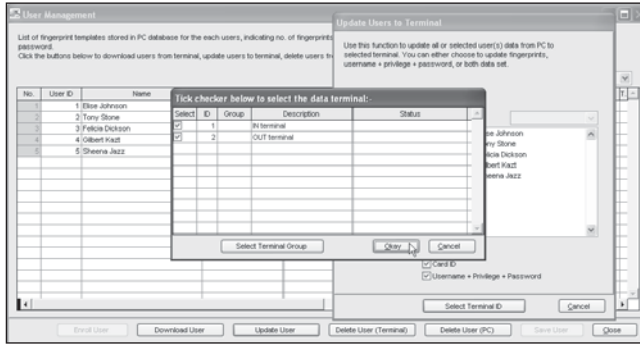 User Management
List of fingerprint templates stored in PC database for the each users, indicating no. of fingerprints
password.
Click the buttons below to download users from terminal, update users to terminal, delete users
No. User ID Name
1 1 Elise Johnson
2 2 Tony Stone
3 3 Felicia Dickson
4 4 Gilbert Kazt
5 5 Sheena Jazz
Update Users to Terminal
Use this function to update all or selected user(s) data from PC to
selected terminal. You can either choose to update fingerprints,
username + privilege + password, or both data set.
Tick checker below to select the data terminal:-
Select ID Group Description Status
1 IN terminal
2 OUT terminal
Select Terminal Group Okay Cancel
se Johnson
ny Stone
licia Dickson
lbert Kazt
eena Jazz
Card ID
Username + Privilege + Password
Select Terminal ID Cancel
Enroll User Download User Update User Delete User (Terminal) Delete User (PC) Save User Close